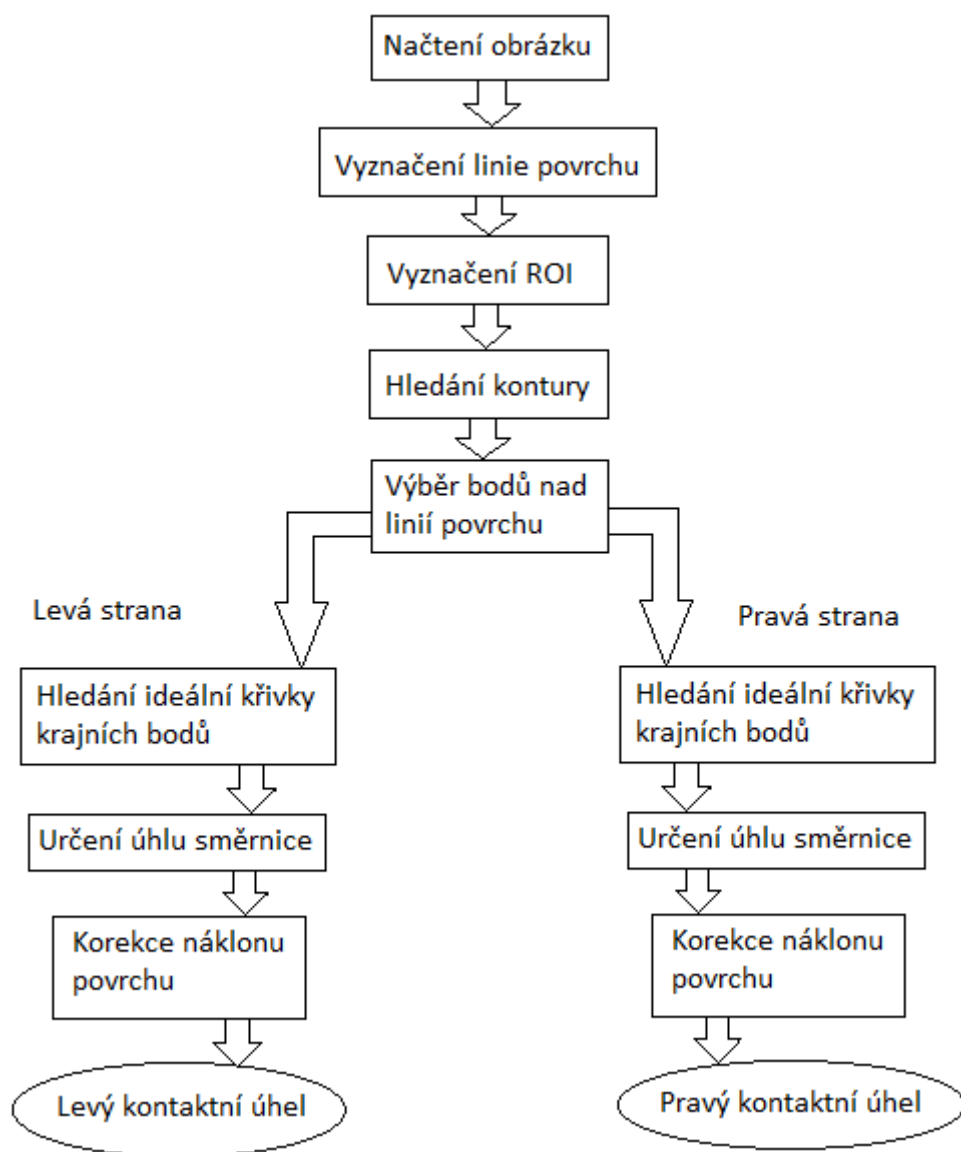 Načtení obrázku
Vyznačení linie povrchu
Vyznačení ROI
Hledání kontury
Výběr bodů nad
linií povrchu
Levá strana
Hledání ideální křivky
krajních bodů
Určení úhlu směrnice
Korekce náklonu
povrchu
Levý kontaktní úhel
Pravá strana
Hledání ideální křivky
krajních bodů
Určení úhlu směrnice
Korekce náklonu
povrchu
Pravý kontaktní úhel